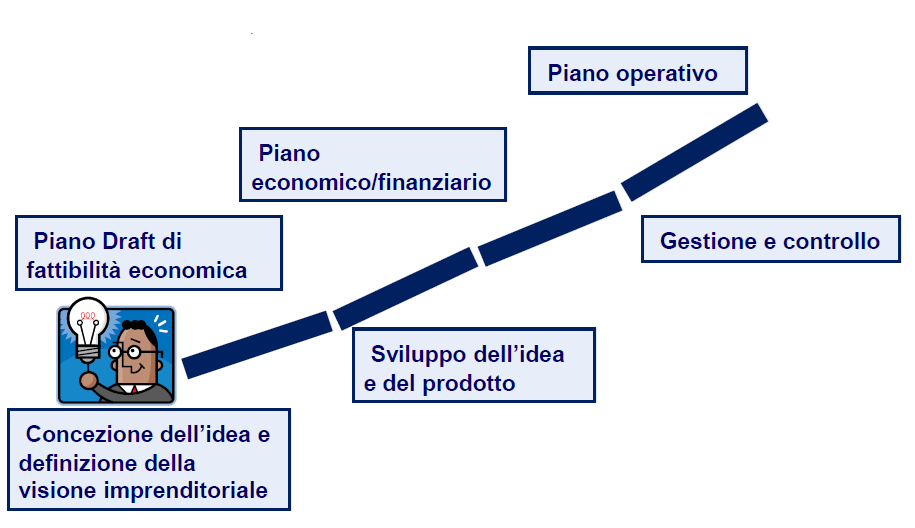 Piano operativo
Piano
economico/finanziario
Piano Draft di
fattibilità economica
Gestione e controllo
Sviluppo dell'idea
e del prodotto
Concezione dell'idea e
definizione della
visione imprenditoriale